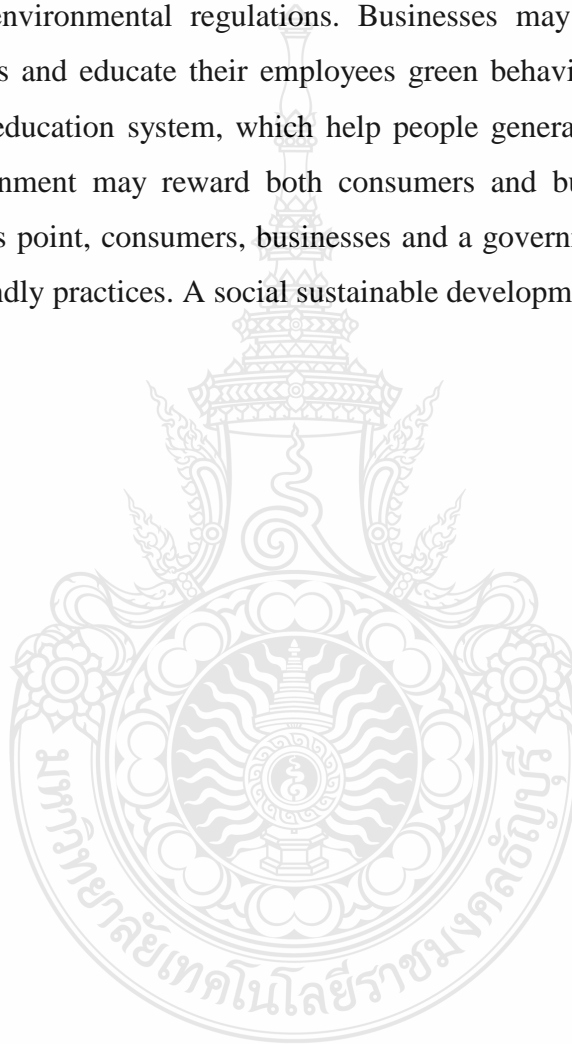 environmental regulations. Businesses may
s and educate their employees green behavi
education system, which help people genera
nment may reward both consumers and bu
s point, consumers, businesses and a govern
ndly practices. A social sustainable developm
มหาวิทยาลัยเทคโนโลยีราชมงคลธัญบุรี